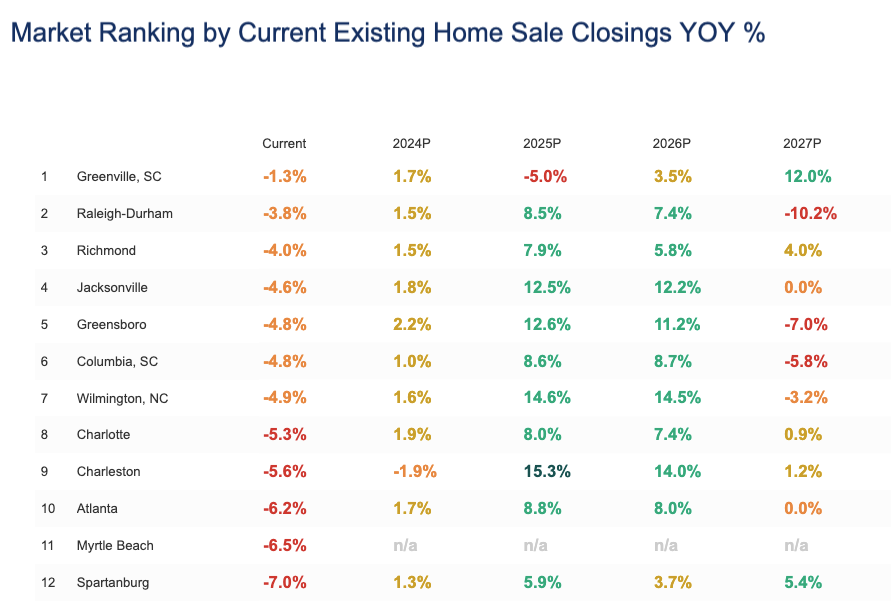 Market Ranking by Current Existing Home Sale Closings YOY %
Current 2024P 2025P 2026P 2027P
1 Greenville, SC -1.3% 1.7% -5.0% 3.5% 12.0%
2 Raleigh-Durham -3.8% 1.5% 8.5% 7.4% -10.2%
3 Richmond -4.0% 1.5% 7.9% 5.8% 4.0%
4 Jacksonville -4.6% 1.8% 12.5% 12.2% 0.0%
5 Greensboro -4.8% 2.2% 12.6% 11.2% -7.0%
6 Columbia, SC -4.8% 1.0% 8.6% 8.7% -5.8%
7 Wilmington, NC -4.9% 1.6% 14.6% 14.5% -3.2%
8 Charlotte -5.3% 1.9% 8.0% 7.4% 0.9%
9 Charleston -5.6% -1.9% 15.3% 14.0% 1.2%
10 Atlanta -6.2% 1.7% 8.8% 8.0% 0.0%
11 Myrtle Beach -6.5% n/a n/a n/a n/a
12 Spartanburg -7.0% 1.3% 5.9% 3.7% 5.4%